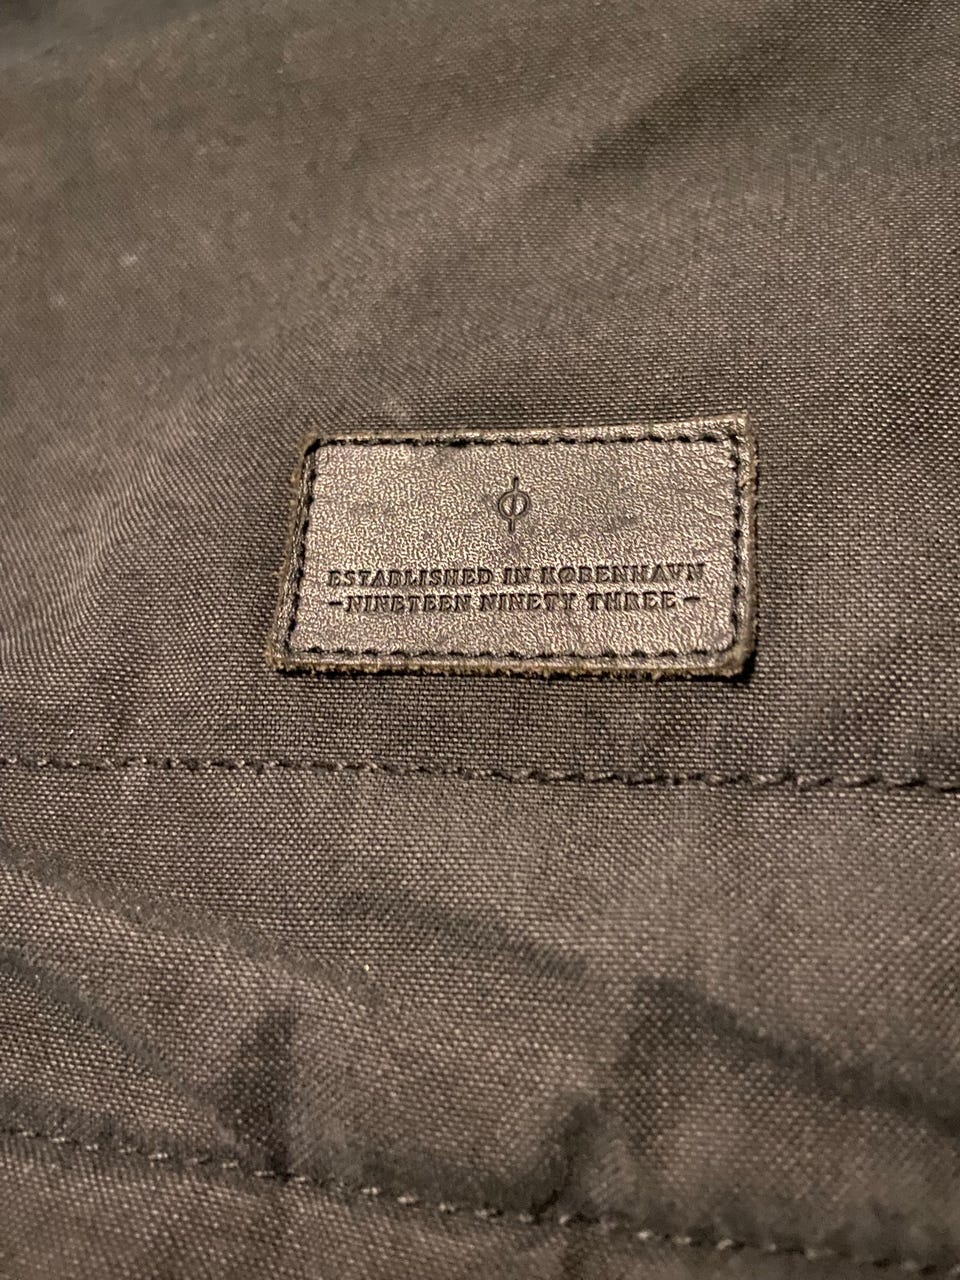 ϕ
ESTABLISHED IN KØBENHAVN
-NINETEEN NINETY THREE-